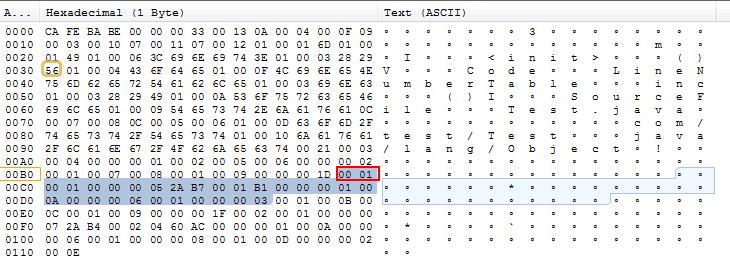 A... Hexadecimal (1 Byte) Text (ASCII)
0000 CA FE BA BE 00 00 00 33 00 13 0A 00 04 00 0F 09 ∘ ∘ ∘ ∘ ∘ ∘ ∘ 3 ∘ ∘ ∘ ∘ ∘ ∘ ∘ ∘
0010 00 03 00 10 07 00 11 07 00 12 01 00 01 6D 01 00 ∘ ∘ ∘ ∘ ∘ ∘ ∘ ∘ ∘ ∘ ∘ ∘ ∘ m ∘ ∘
0020 01 49 01 00 06 3C 69 6E 69 74 3E 01 00 03 28 29 ∘ I ∘ ∘ ∘ < i n i t > ∘ ∘ ∘ ( )
0030 56 01 00 04 43 6F 64 65 01 00 0F 4C 69 6E 65 4E V ∘ ∘ ∘ C o d e ∘ ∘ ∘ L i n e N
0040 75 6D 62 65 72 54 61 62 6C 65 01 00 03 69 6E 63 u m b e r T a b l e ∘ ∘ ∘ i n c
0050 01 00 03 28 29 49 01 00 0A 53 6F 75 72 63 65 46 ∘ ∘ ∘ ( ) I ∘ ∘ ∘ S o u r c e F
0060 69 6C 65 01 00 09 54 65 73 74 2E 6A 61 76 61 0C i l e ∘ ∘ ∘ T e s t . j a v a ∘
0070 00 07 00 08 0C 00 05 00 06 01 00 0D 63 6F 6D 2F ∘ ∘ ∘ ∘ ∘ ∘ ∘ ∘ ∘ ∘ ∘ ∘ c o m /
0080 74 65 73 74 2F 54 65 73 74 01 00 10 6A 61 76 61 t e s t / T e s t ∘ ∘ ∘ j a v a
0090 2F 6C 61 6E 67 2F 4F 62 6A 65 63 74 00 21 00 03 / l a n g / O b j e c t ∘ ! ∘ ∘
00A0 00 04 00 00 00 01 00 02 00 05 00 06 00 00 00 02 ∘ ∘ ∘ ∘ ∘ ∘ ∘ ∘ ∘ ∘ ∘ ∘ ∘ ∘ ∘ ∘
00B0 00 01 00 07 00 08 00 01 00 09 00 00 00 1D 00 01 ∘ ∘ ∘ ∘ ∘ ∘ ∘ ∘ ∘ ∘ ∘ ∘ ∘ ∘ ∘ ∘
00C0 00 01 00 00 00 05 2A B7 00 01 B1 00 00 00 01 00 ∘ ∘ ∘ ∘ ∘ ∘ * ∘ ∘ ∘ ∘ ∘ ∘ ∘ ∘ ∘
00D0 0A 00 00 00 06 00 01 00 00 00 03 00 01 00 0B 00 ∘ ∘ ∘ ∘ ∘ ∘ ∘ ∘ ∘ ∘ ∘ ∘ ∘ ∘ ∘ ∘
00E0 0C 00 01 00 09 00 00 00 1F 00 02 00 01 00 00 00 ∘ ∘ ∘ ∘ ∘ ∘ ∘ ∘ ∘ ∘ ∘ ∘ ∘ ∘ ∘ ∘
00F0 07 2A B4 00 02 04 60 AC 00 00 00 01 00 0A 00 00 ∘ * ∘ ∘ ∘ ∘ ` ∘ ∘ ∘ ∘ ∘ ∘ ∘ ∘ ∘
0100 00 06 00 01 00 00 00 08 00 01 00 0D 00 00 00 02 ∘ ∘ ∘ ∘ ∘ ∘ ∘ ∘ ∘ ∘ ∘ ∘ ∘ ∘ ∘ ∘
0110 00 0E ∘ ∘